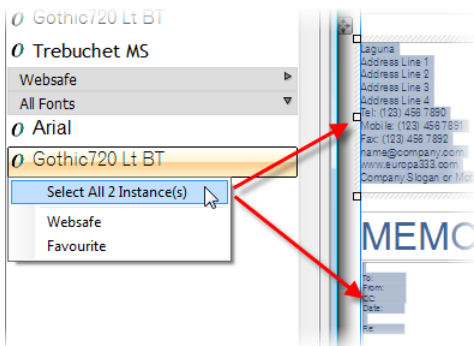 Gothic720 Lt BT
Trebuchet MS
Websafe
All Fonts
Arial
Gothic720 Lt BT
Select All 2 Instance(s)
Websafe
Favourite
Laguna
Address Line 1
Address Line 2
Address Line 3
Address Line 4
Tel: (123) 456 7890
Mobile: (123) 456 7891
Fax: (123) 456 7892
name@company.com
www.europa333.com
Company Slogan or Mot
MEMO
To:
From:
CC:
Date:
Re: